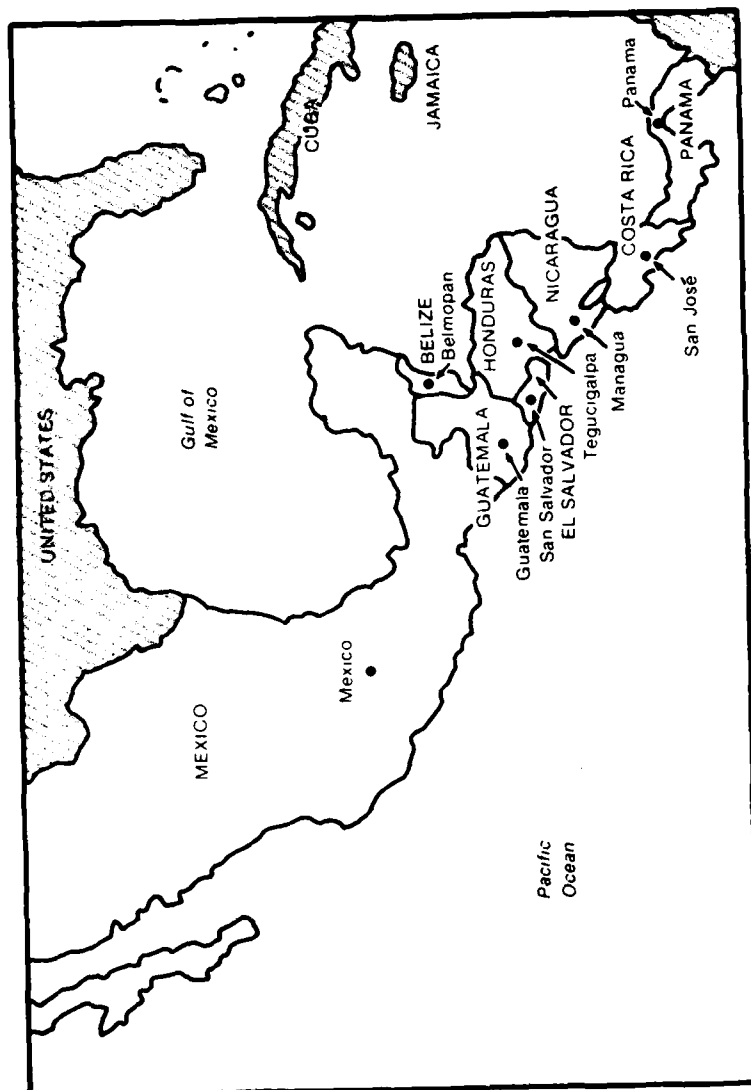 UNITED STATES
Gulf of
Mexico
CUBA
JAMAICA
MEXICO
Mexico
BELIZE
Belmopan
GUATEMALA
HONDURAS
NICARAGUA
COSTA RICA
Panama
PANAMA
Guatemala
San Salvador
EL SALVADOR
Tegucigalpa
Managua
San José
Pacific
Ocean